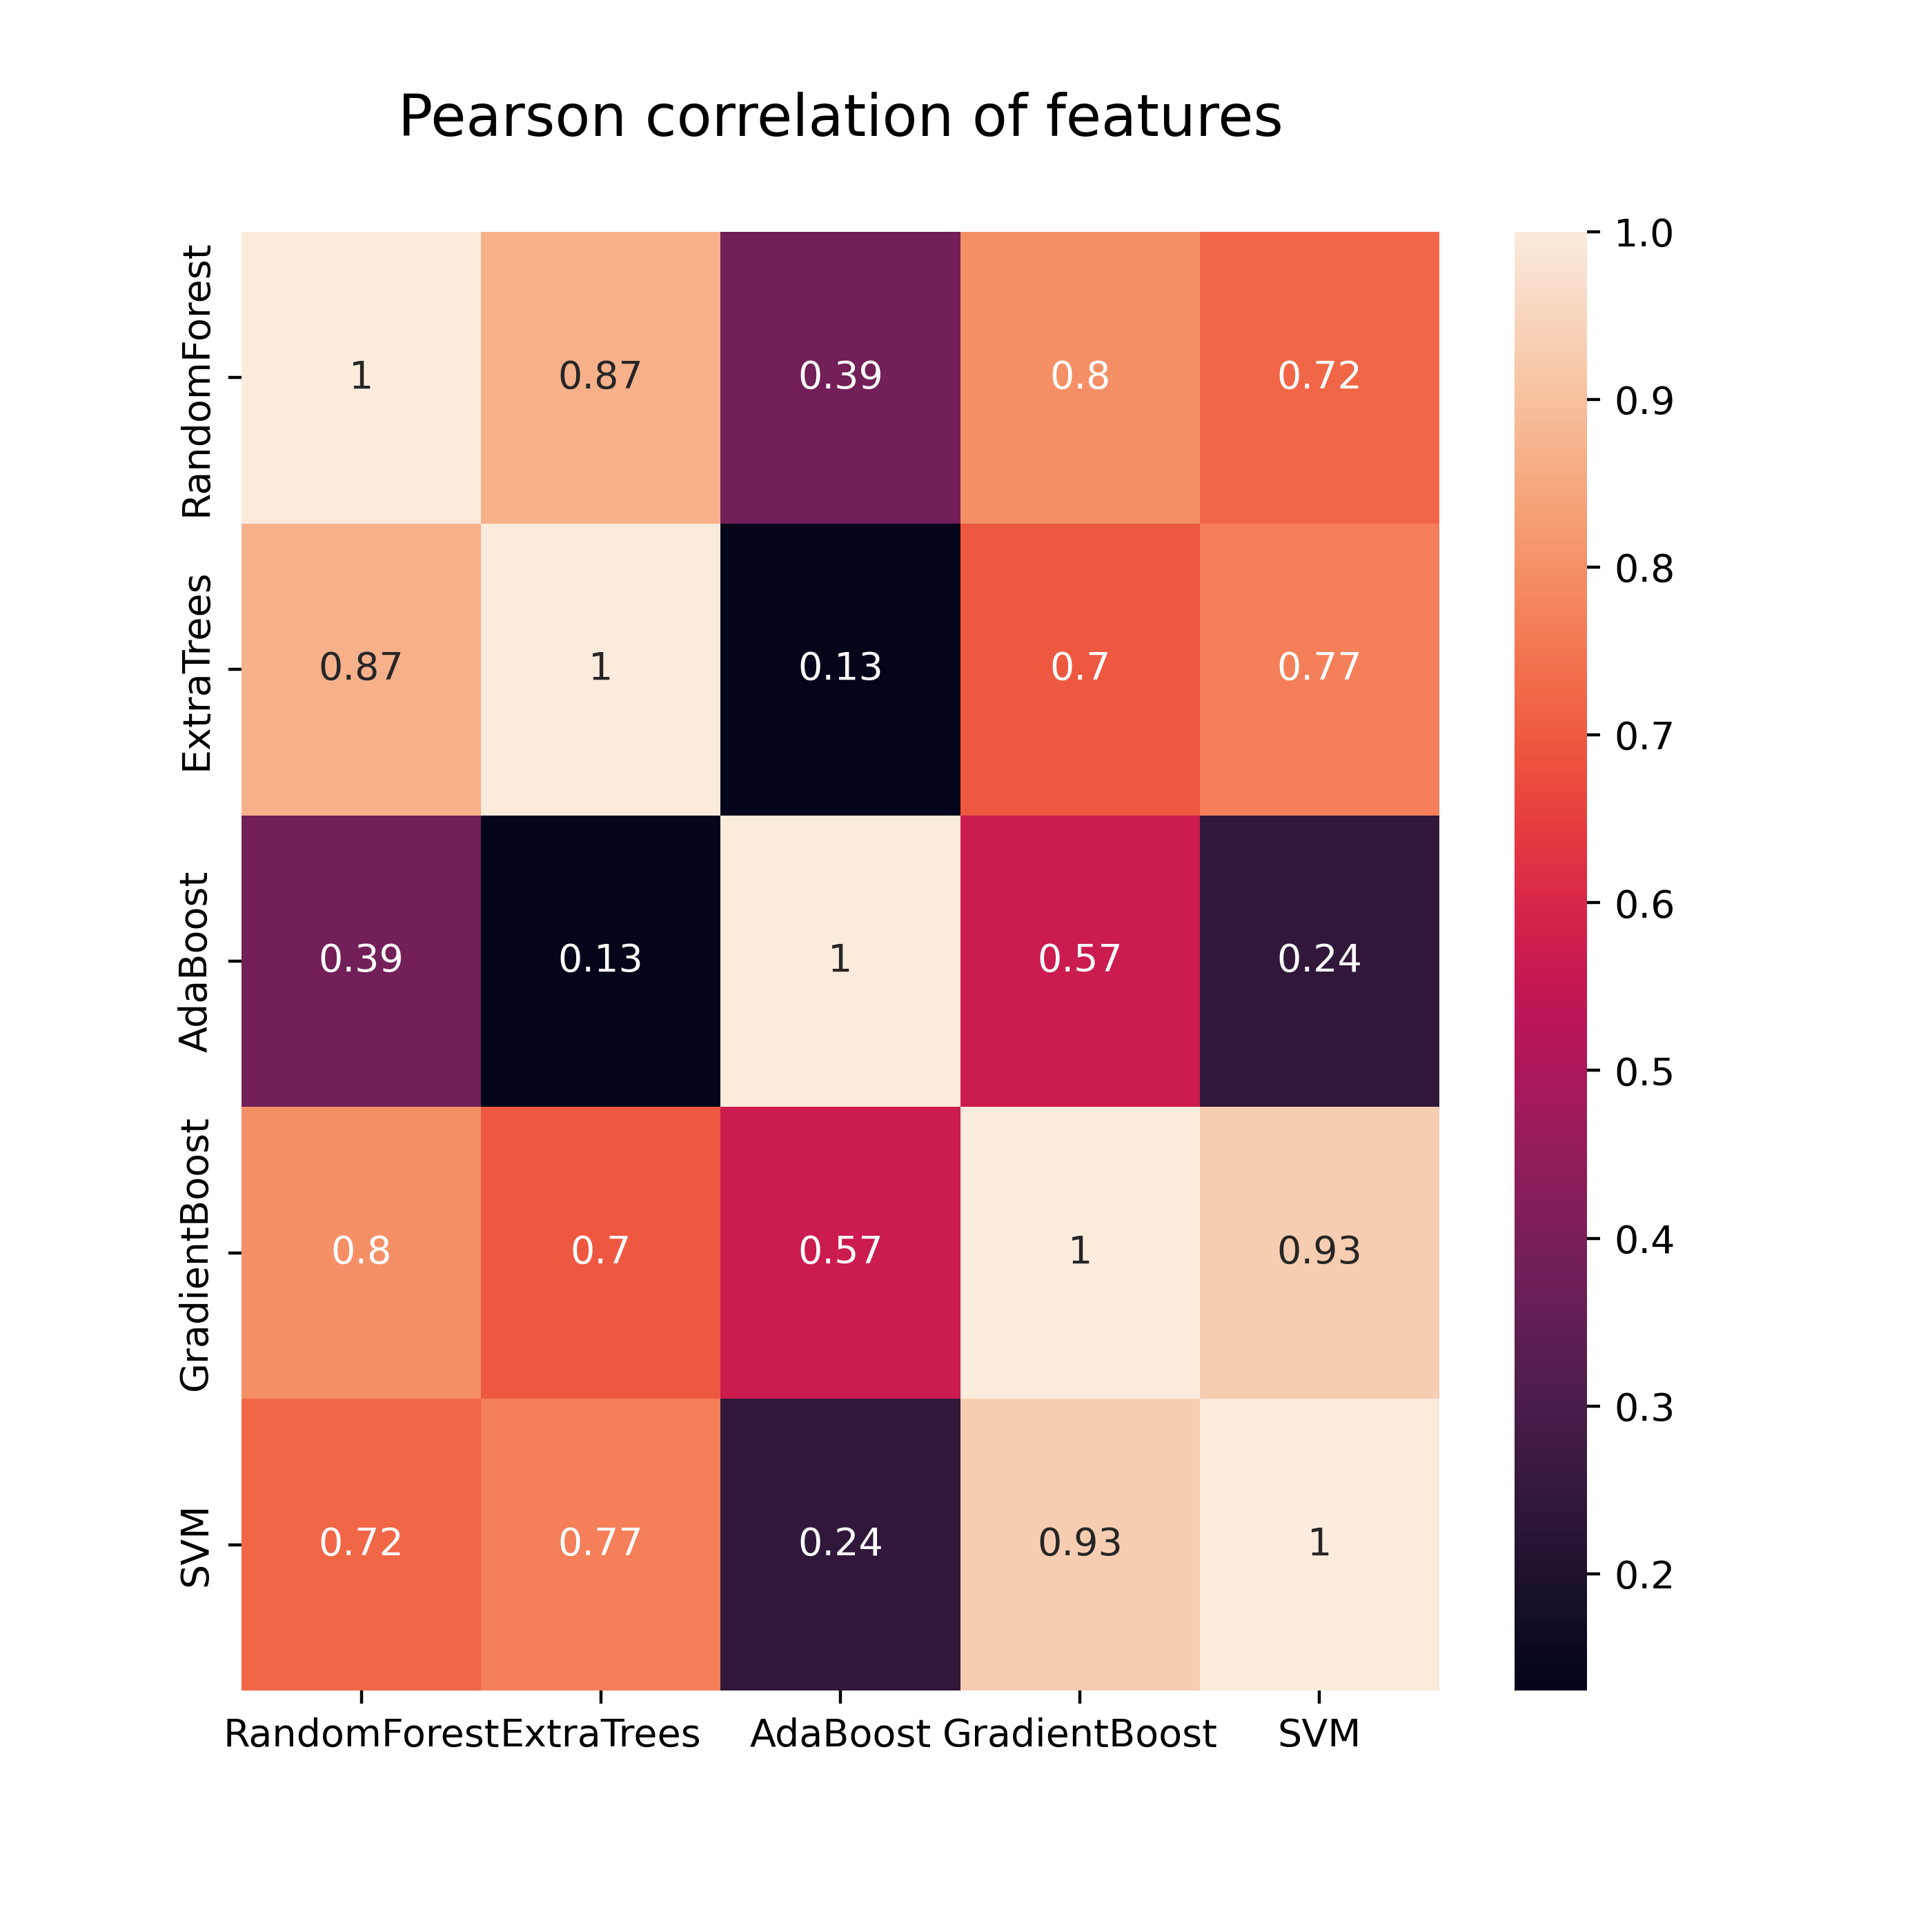 Pearson correlation of features
RandomForest 1 0.87 0.39 0.8 0.72
ExtraTrees 0.87 1 0.13 0.7 0.77
AdaBoost 0.39 0.13 1 0.57 0.24
GradientBoost 0.8 0.7 0.57 1 0.93
SVM 0.72 0.77 0.24 0.93 1
RandomForest ExtraTrees AdaBoost GradientBoost SVM
1.0
0.9
0.8
0.7
0.6
0.5
0.4
0.3
0.2